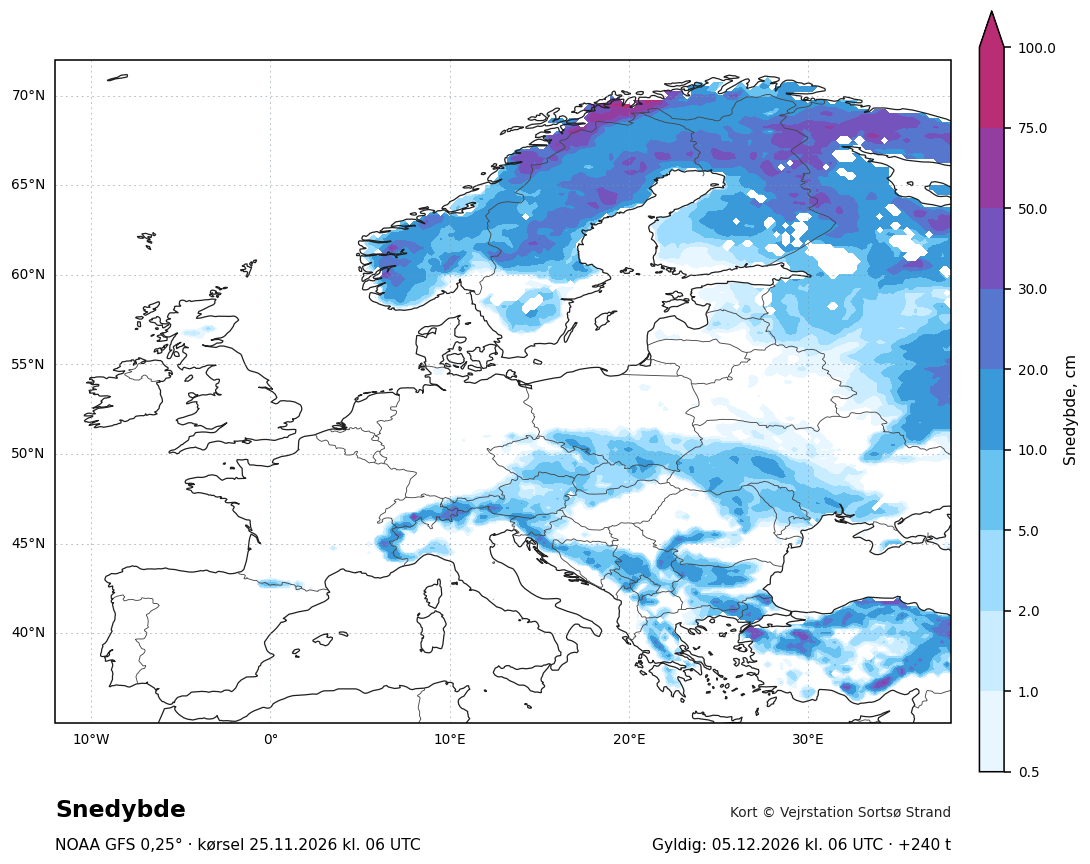 100.0
75.0
50.0
30.0
20.0
10.0
5.0
2.0
1.0
0.5
Snedybde, cm
70°N
65°N
60°N
55°N
50°N
45°N
40°N
10°W
0°
10°E
20°E
30°E
Snedybde
Kort © Vejrstation Sortsø Strand
NOAA GFS 0,25° · kørsel 25.11.2026 kl. 06 UTC
Gyldig: 05.12.2026 kl. 06 UTC · +240 t